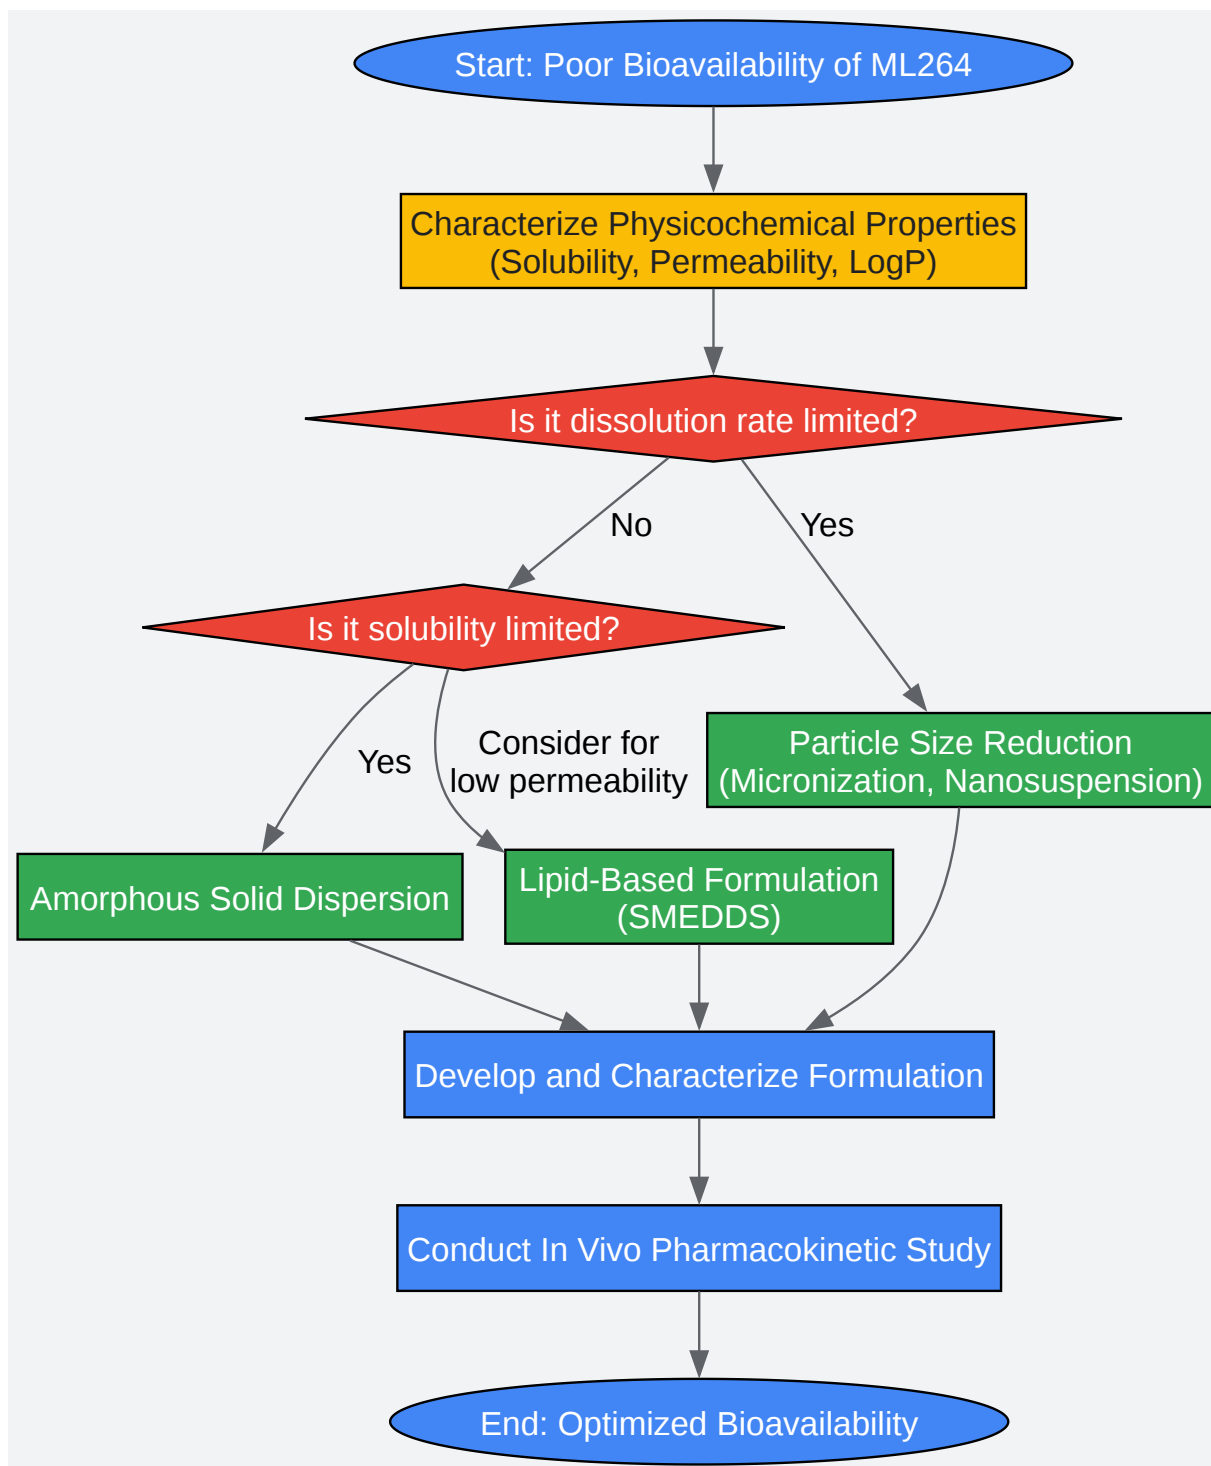 Start: Poor Bioavailability of ML264
Characterize Physicochemical Properties
(Solubility, Permeability, LogP)
Is it dissolution rate limited?
No
Yes
Is it solubility limited?
Yes
Consider for
low permeability
Particle Size Reduction
(Micronization, Nanosuspension)
Amorphous Solid Dispersion
Lipid-Based Formulation
(SMEDDS)
Develop and Characterize Formulation
Conduct In Vivo Pharmacokinetic Study
End: Optimized Bioavailability